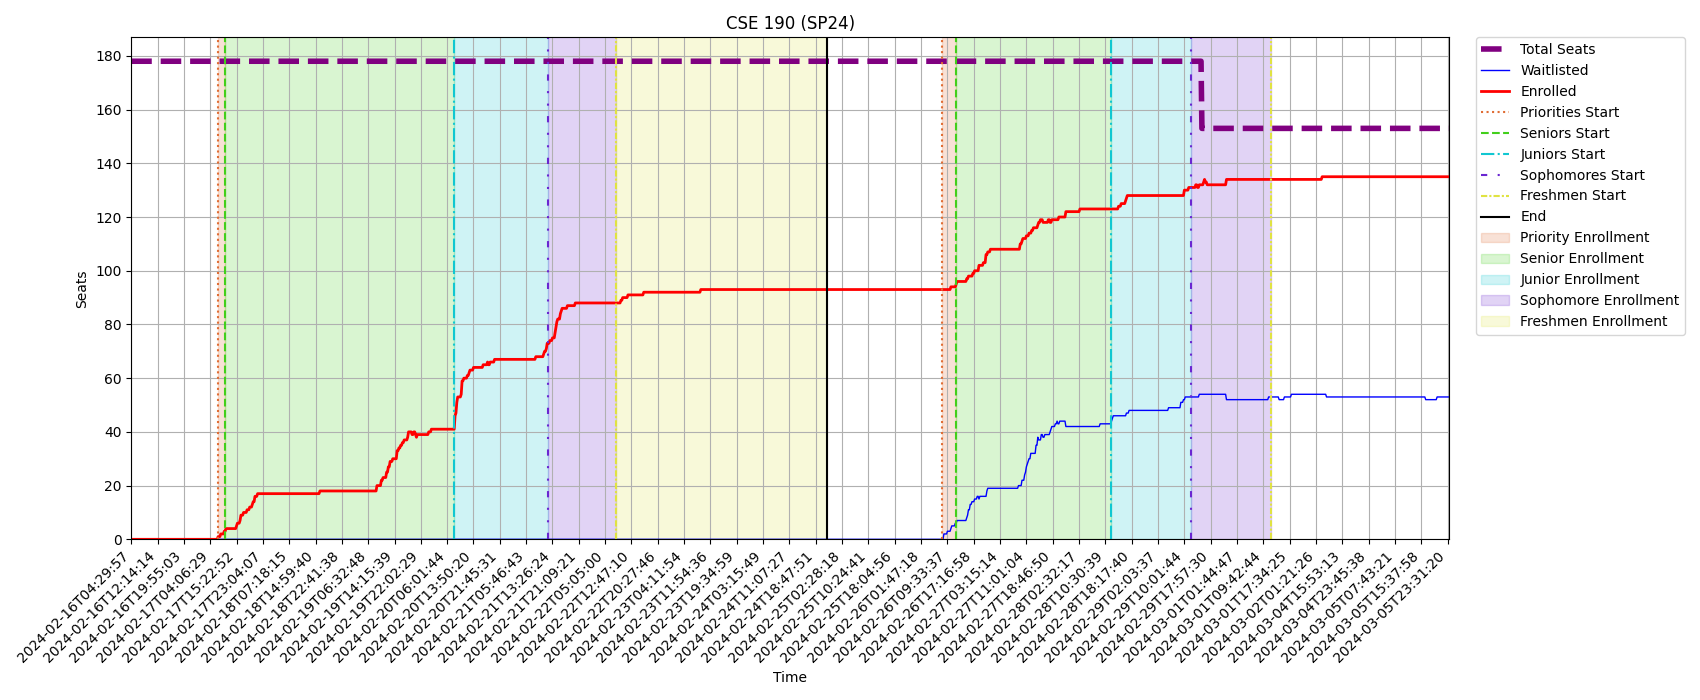 CSE 190 (SP24)
Seats
180
160
140
120
100
80
60
40
20
0
2024-02-16T04:29:57
2024-02-16T12:14:14
2024-02-16T19:55:03
2024-02-17T04:06:29
2024-02-17T15:22:52
2024-02-17T23:04:07
2024-02-18T07:18:15
2024-02-18T14:59:40
2024-02-18T22:41:38
2024-02-19T06:32:48
2024-02-19T14:15:39
2024-02-19T22:02:29
2024-02-20T06:01:44
2024-02-20T13:50:20
2024-02-20T21:45:31
2024-02-21T05:46:43
2024-02-21T13:26:24
2024-02-21T21:09:21
2024-02-22T05:05:00
2024-02-22T12:47:10
2024-02-22T20:27:46
2024-02-23T04:11:54
2024-02-23T11:54:36
2024-02-23T19:34:59
2024-02-24T03:15:49
2024-02-24T11:07:27
2024-02-24T18:47:51
2024-02-25T02:28:18
2024-02-25T10:24:41
2024-02-25T18:04:56
2024-02-26T01:47:18
2024-02-26T09:33:37
2024-02-26T17:16:58
2024-02-27T03:15:14
2024-02-27T11:01:04
2024-02-27T18:46:50
2024-02-28T02:32:17
2024-02-28T10:30:39
2024-02-28T18:17:40
2024-02-29T02:03:37
2024-02-29T10:01:44
2024-02-29T17:57:30
2024-03-01T01:44:47
2024-03-01T09:42:44
2024-03-01T17:34:25
2024-03-02T01:21:26
2024-03-04T15:53:13
2024-03-04T23:45:38
2024-03-05T07:43:21
2024-03-05T15:37:58
2024-03-05T23:31:20
Time
Total Seats
Waitlisted
Enrolled
Priorities Start
Seniors Start
Juniors Start
Sophomores Start
Freshmen Start
End
Priority Enrollment
Senior Enrollment
Junior Enrollment
Sophomore Enrollment
Freshmen Enrollment